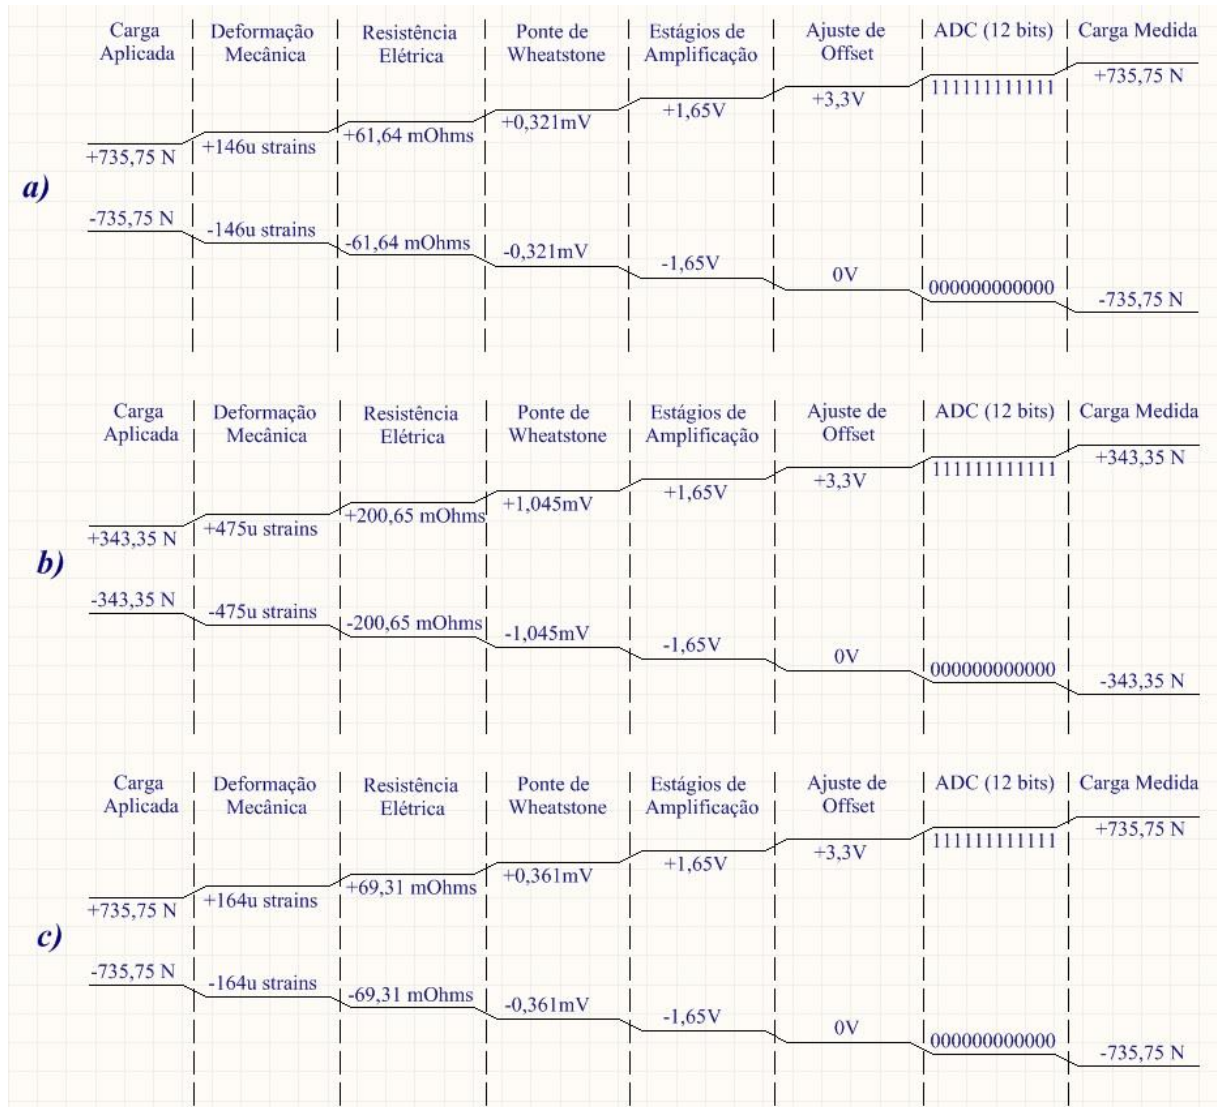 Carga Aplicada
Deformação Mecânica
Resistência Elétrica
Ponte de Wheatstone
Estágios de Amplificação
Ajuste de Offset
ADC (12 bits)
Carga Medida
+735,75 N
+146u strains
+61,64 mOhms
+0,321mV
+1,65V
+3,3V
111111111111
+735,75 N
a)
-735,75 N
-146u strains
-61,64 mOhms
-0,321mV
-1,65V
0V
000000000000
-735,75 N
Carga Aplicada
Deformação Mecânica
Resistência Elétrica
Ponte de Wheatstone
Estágios de Amplificação
Ajuste de Offset
ADC (12 bits)
Carga Medida
+343,35 N
+475u strains
+200,65 mOhms
+1,045mV
+1,65V
+3,3V
111111111111
+343,35 N
b)
-343,35 N
-475u strains
-200,65 mOhms
-1,045mV
-1,65V
0V
000000000000
-343,35 N
Carga Aplicada
Deformação Mecânica
Resistência Elétrica
Ponte de Wheatstone
Estágios de Amplificação
Ajuste de Offset
ADC (12 bits)
Carga Medida
+735,75 N
+164u strains
+69,31 mOhms
+0,361mV
+1,65V
+3,3V
111111111111
+735,75 N
c)
-735,75 N
-164u strains
-69,31 mOhms
-0,361mV
-1,65V
0V
000000000000
-735,75 N